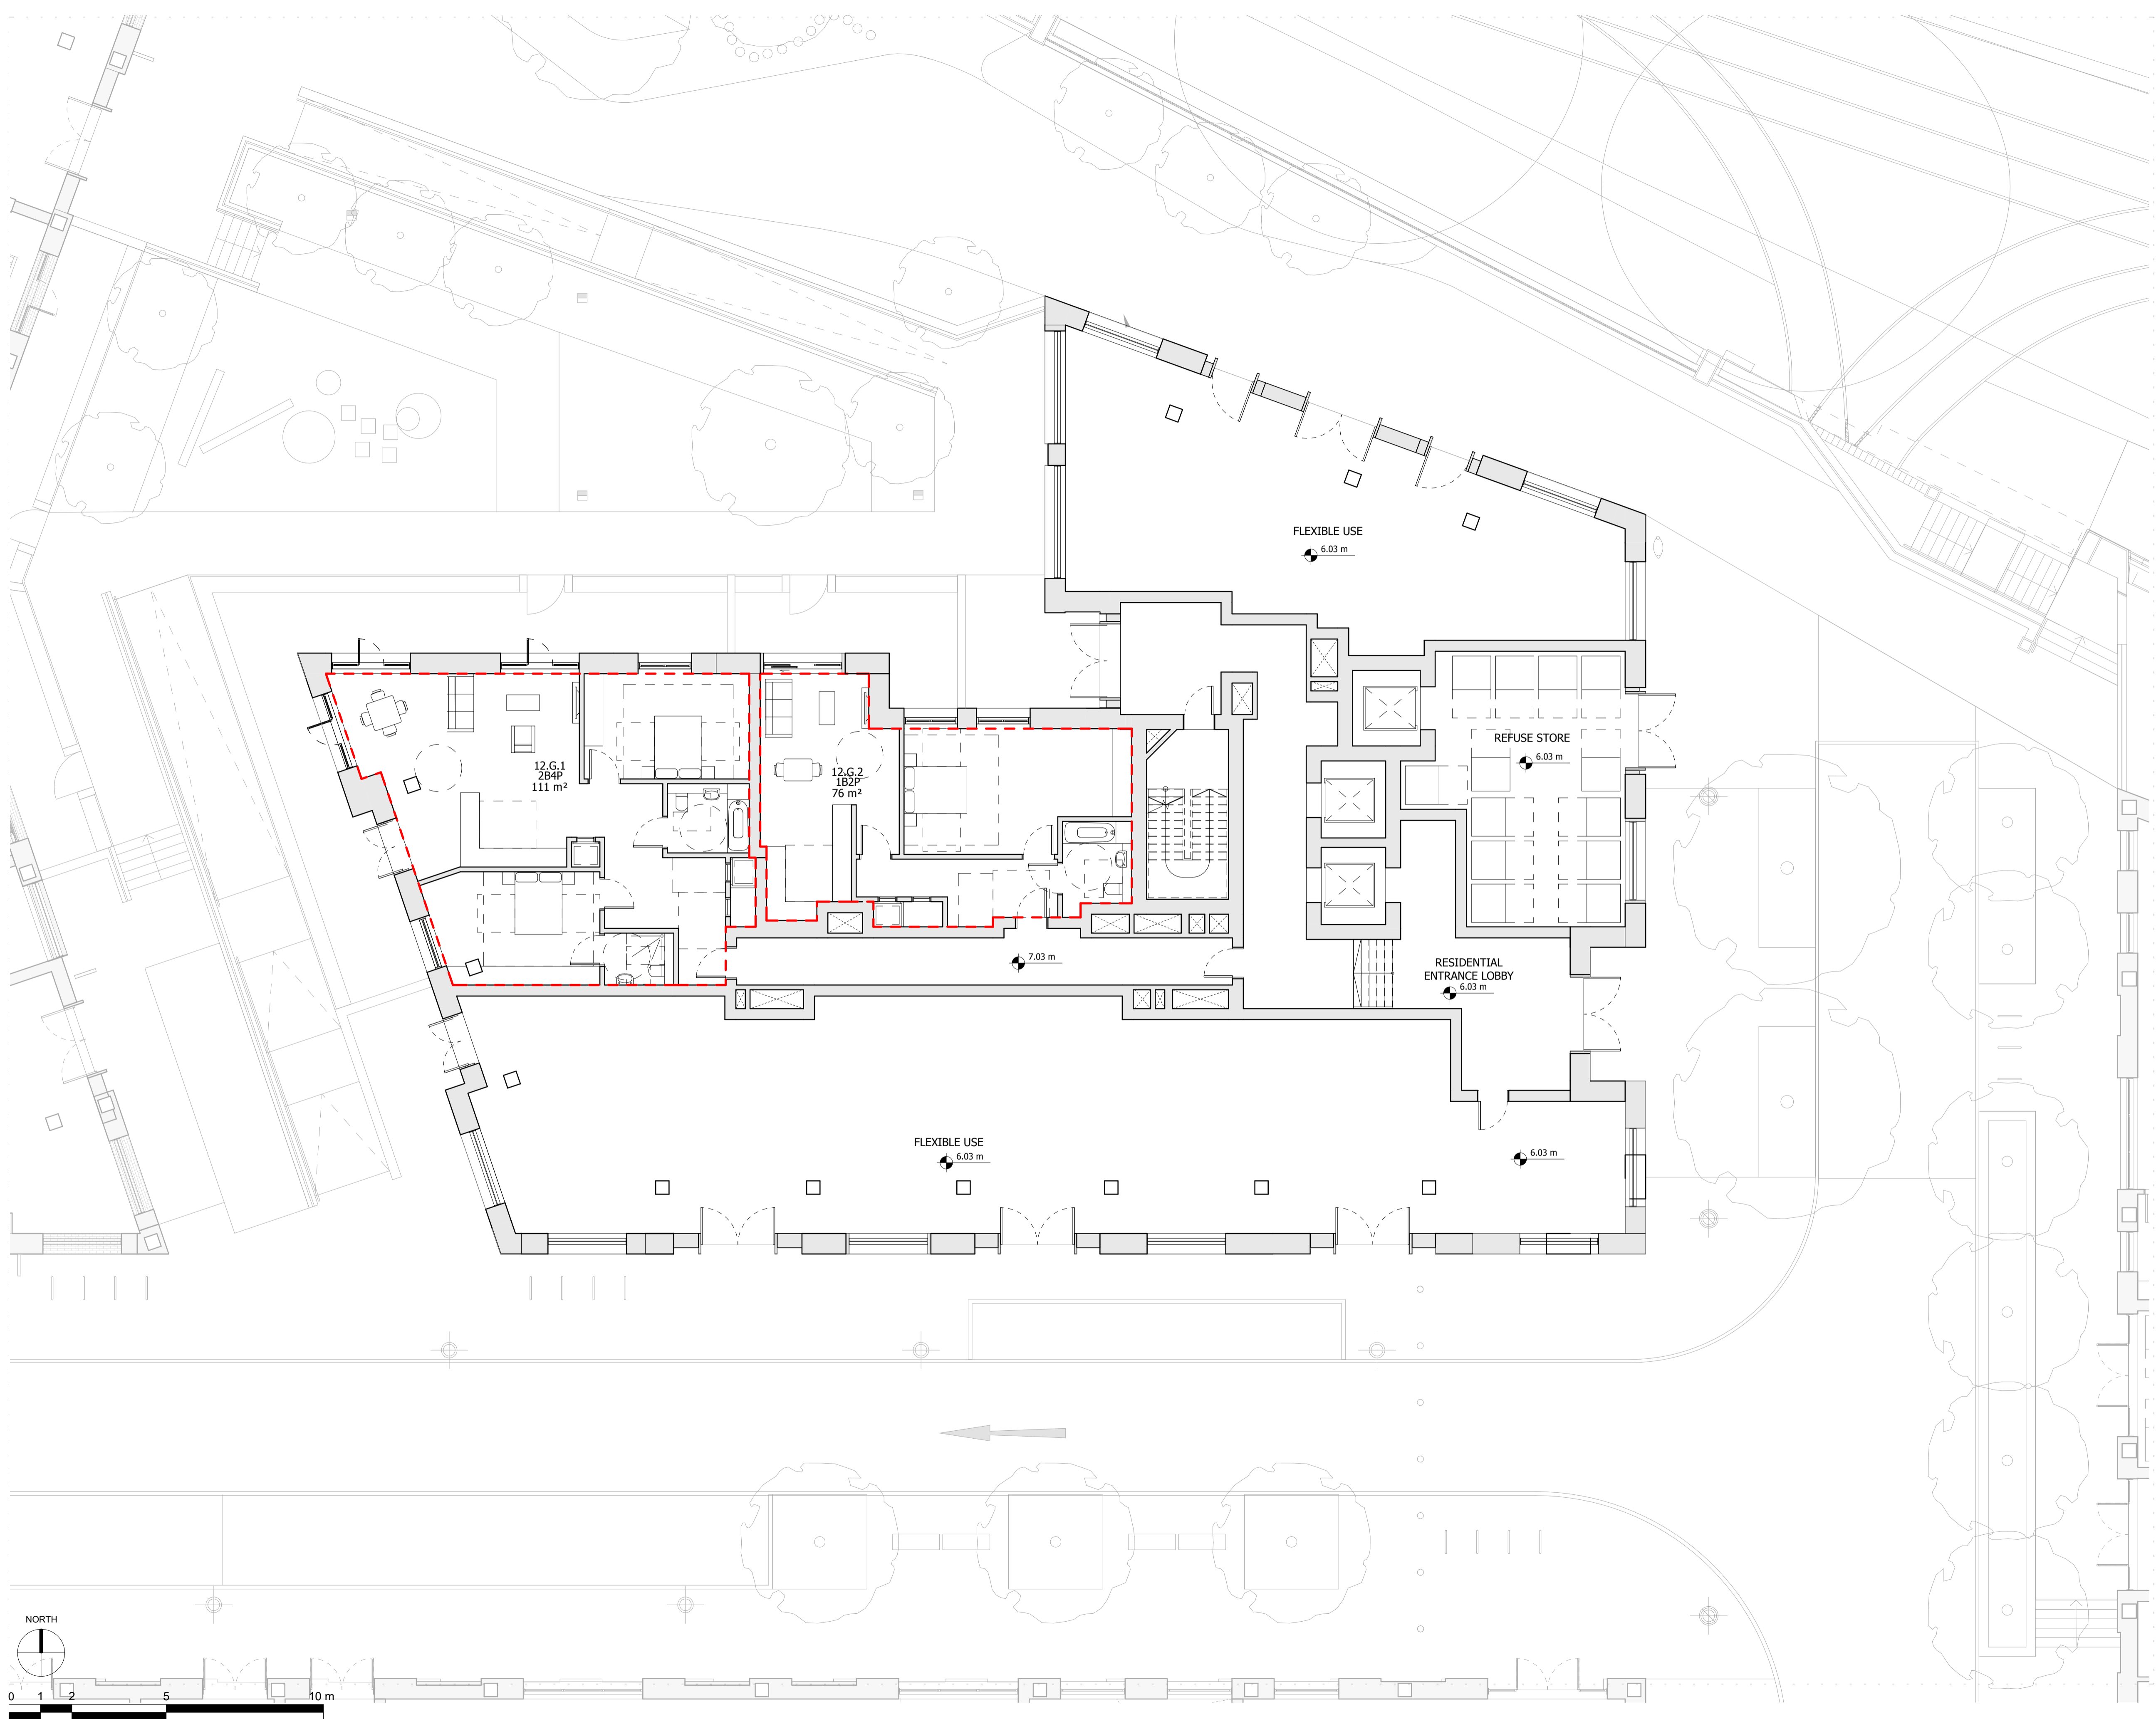 FLEXIBLE USE
6.03 m
REFUSE STORE
6.03 m
12.G.1
2B4P
111 m²
12.G.2
1B2P
76 m²
7.03 m
RESIDENTIAL
ENTRANCE LOBBY
6.03 m
FLEXIBLE USE
6.03 m
6.03 m
NORTH
0 1 2 5 10 m